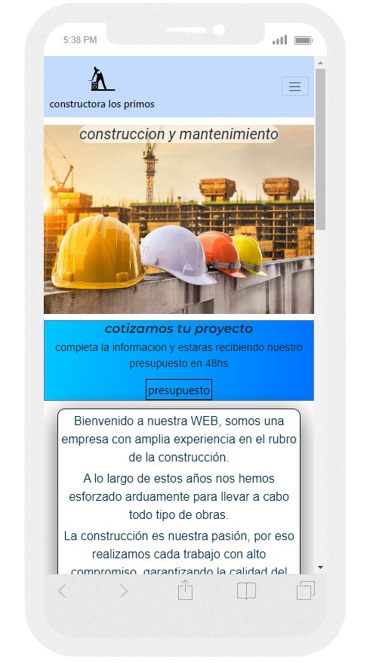 5:38 PM
constructora los primos
construccion y mantenimiento
cotizamos tu proyecto
completa la informacion y estaras recibiendo nuestro
presupuesto en 48hs
presupuesto
Bienvenido a nuestra WEB, somos una
empresa con amplia experiencia en el rubro
de la construcción.
A lo largo de estos años nos hemos
esforzado arduamente para llevar a cabo
todo tipo de obras.
La construcción es nuestra pasión, por eso
realizamos cada trabajo con alto
compromiso, garantizando la calidad del